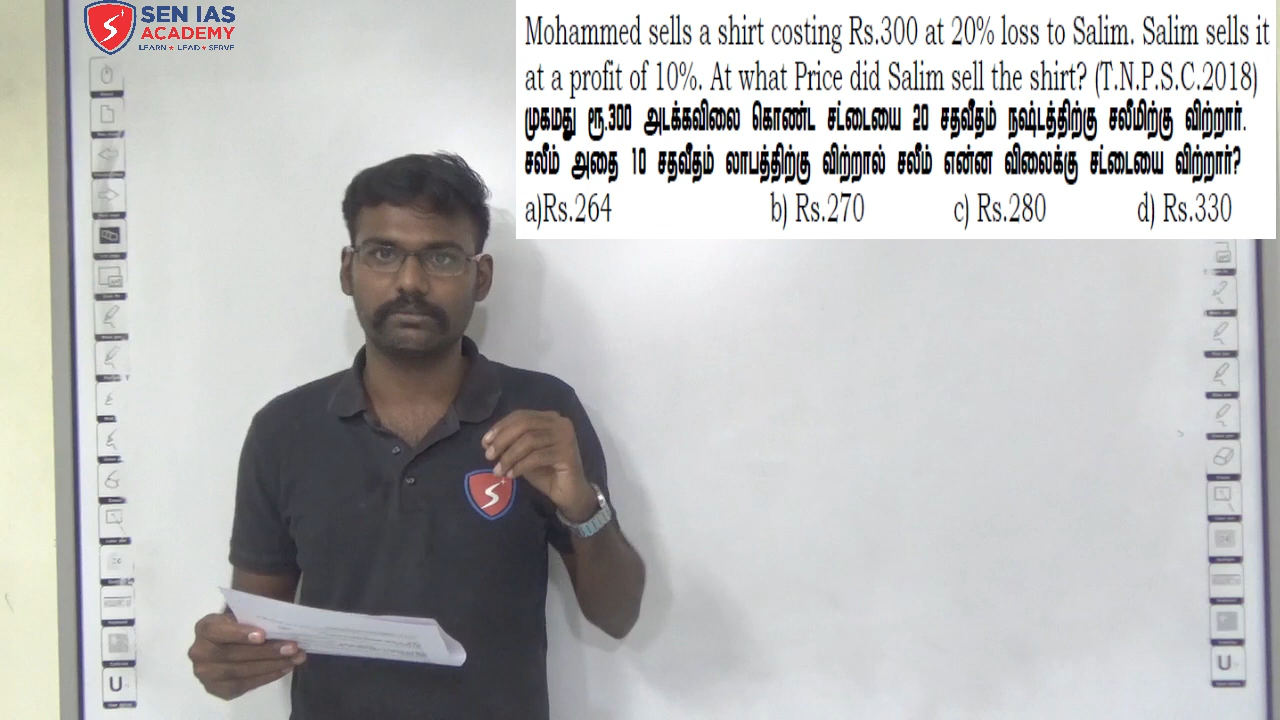 SEN IAS
ACADEMY
LEARN ★ LEAD ★ SERVE
Mohammed sells a shirt costing Rs.300 at 20% loss to Salim. Salim sells it
at a profit of 10%. At what Price did Salim sell the shirt? (T.N.P.S.C.2018)
முகமது ரூ.300 அடக்கவிலை கொண்ட சட்டையை 20 சதவீதம் நஷ்டத்திற்கு சலீமிற்கு விற்றார்.
சலீம் அதை 10 சதவீதம் லாபத்திற்கு விற்றால் சலீம் என்ன விலைக்கு சட்டையை விற்றார்?
a)Rs.264 b) Rs.270 c) Rs.280 d) Rs.330
U
U